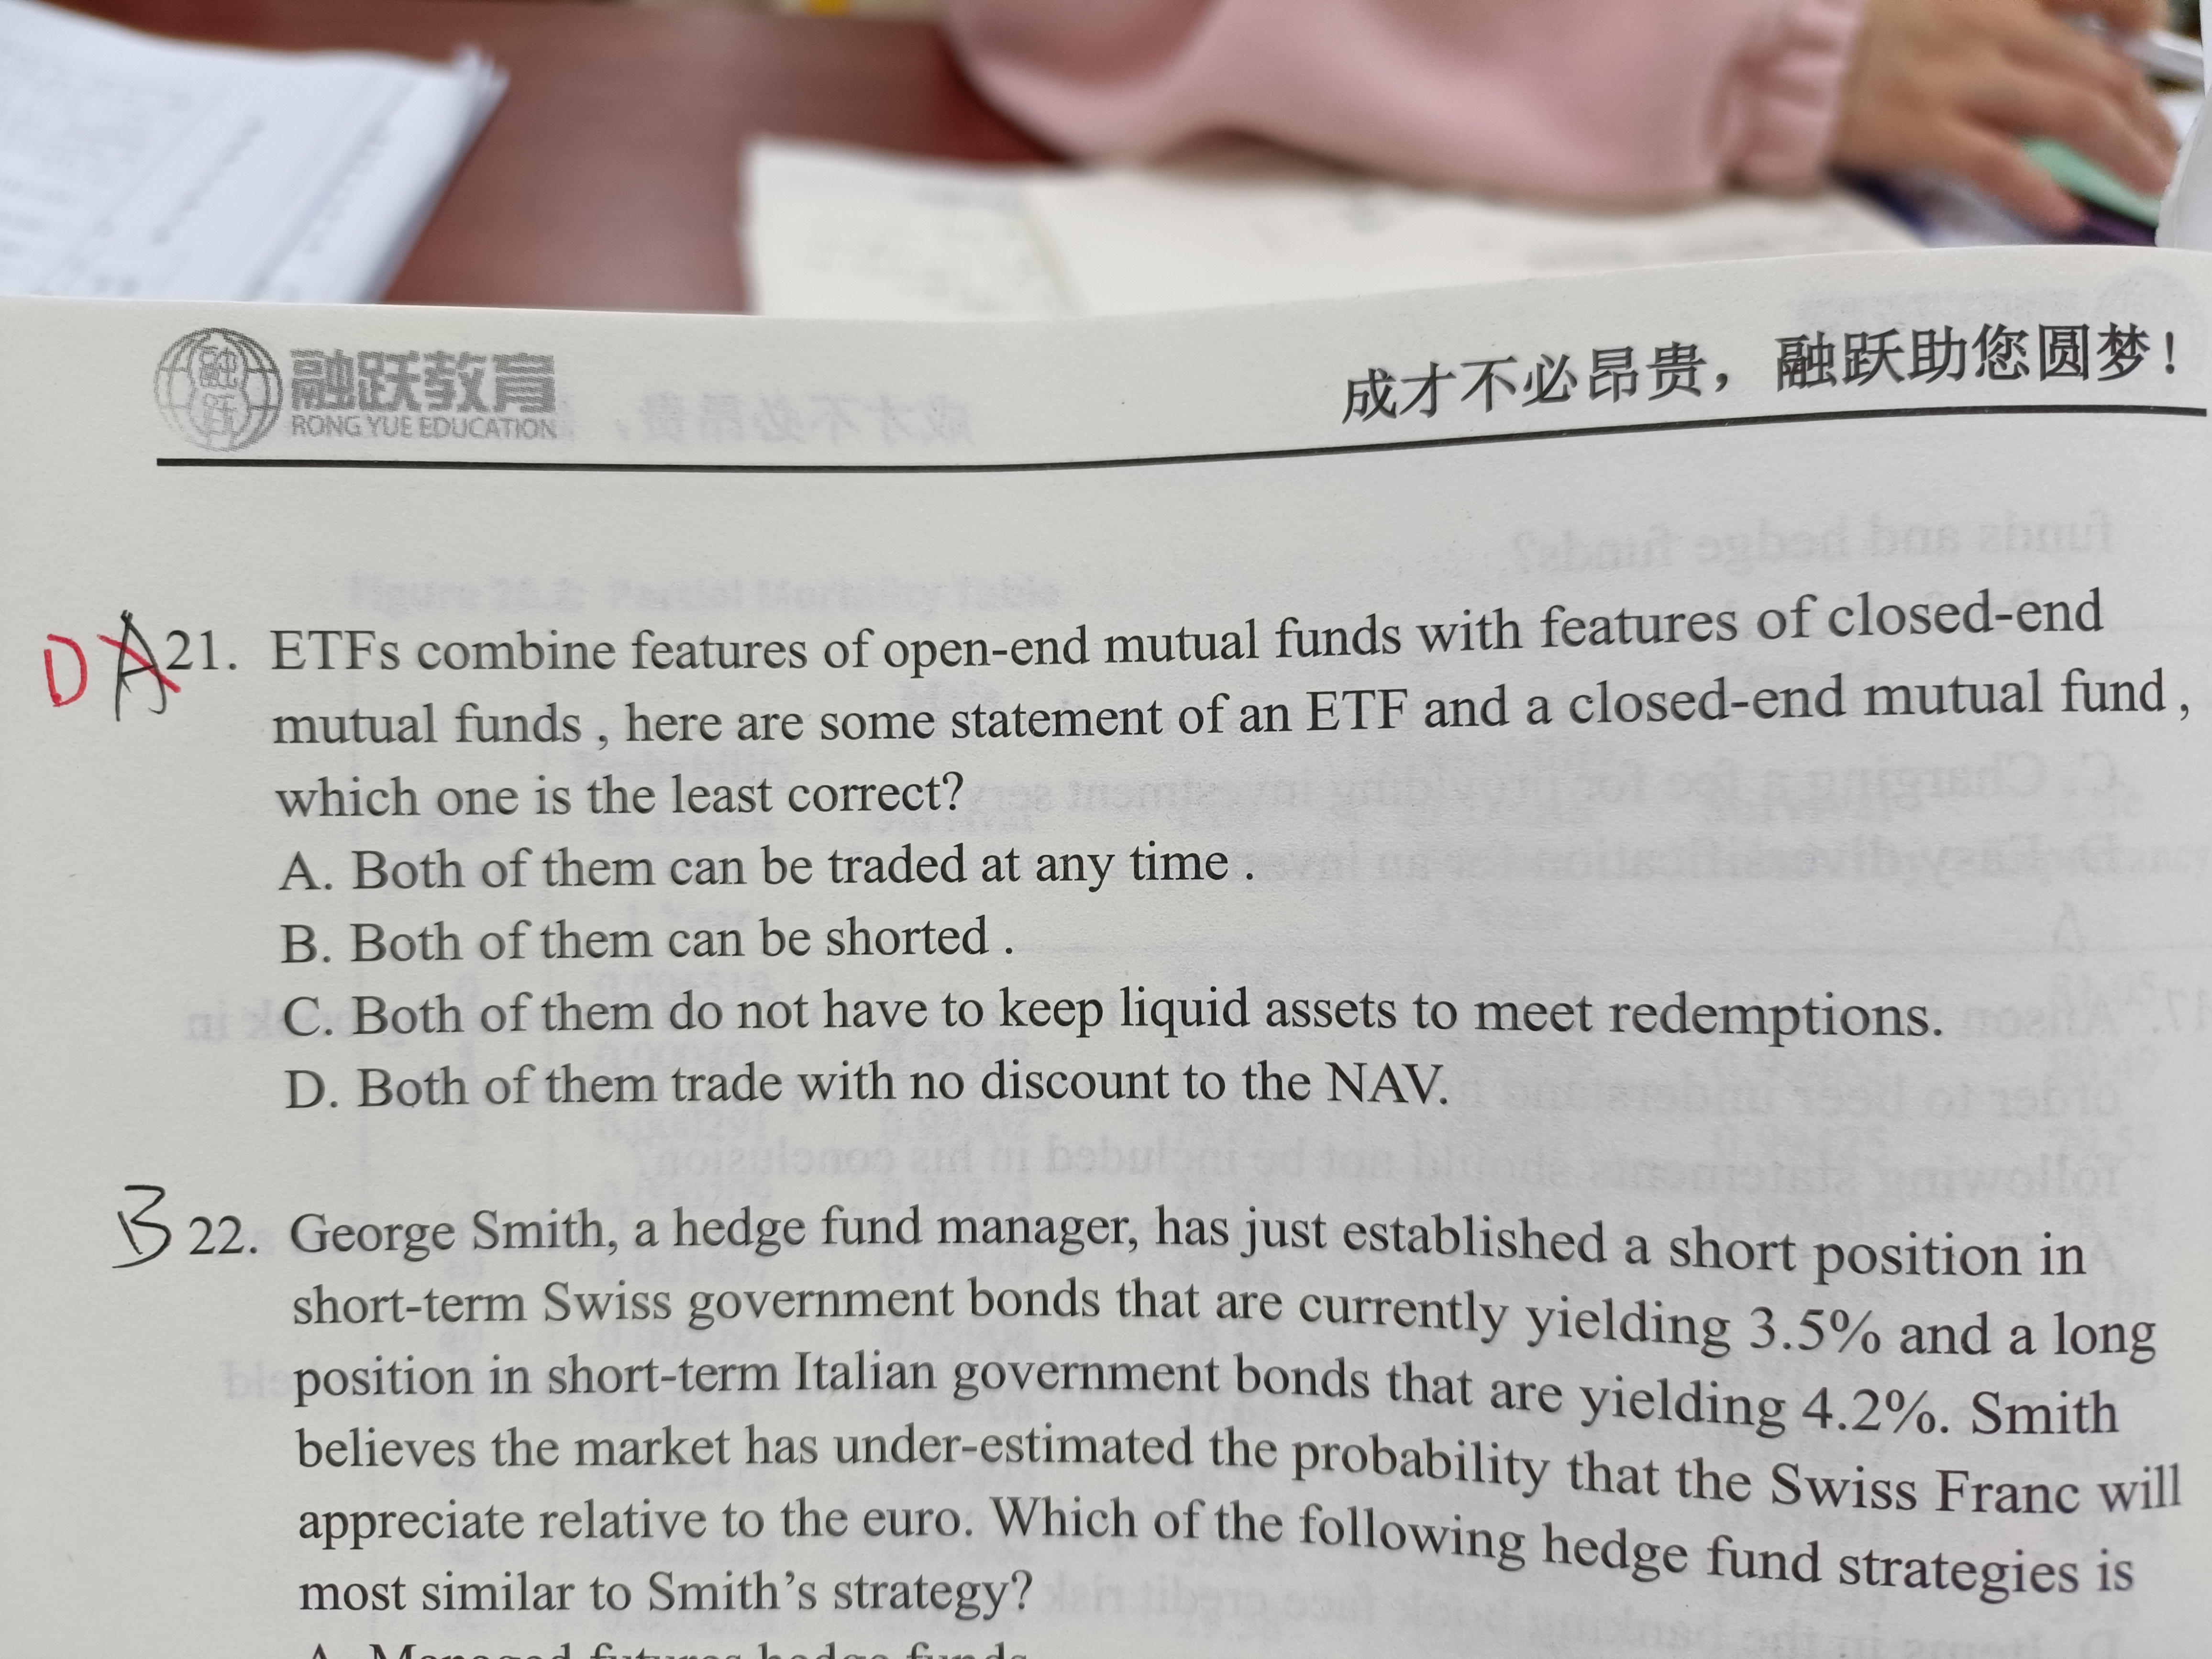 融跃教育
RONG YUE EDUCATION
成才不必昂贵，融跃助您圆梦！
D A 21. ETFs combine features of open-end mutual funds with features of closed-end
mutual funds , here are some statement of an ETF and a closed-end mutual fund ,
which one is the least correct?
A. Both of them can be traded at any time .
B. Both of them can be shorted .
C. Both of them do not have to keep liquid assets to meet redemptions.
D. Both of them trade with no discount to the NAV.
B 22. George Smith, a hedge fund manager, has just established a short position in
short-term Swiss government bonds that are currently yielding 3.5% and a long
position in short-term Italian government bonds that are yielding 4.2%. Smith
believes the market has under-estimated the probability that the Swiss Franc will
appreciate relative to the euro. Which of the following hedge fund strategies is
most similar to Smith’s strategy?
A. Managed futures hedge funds